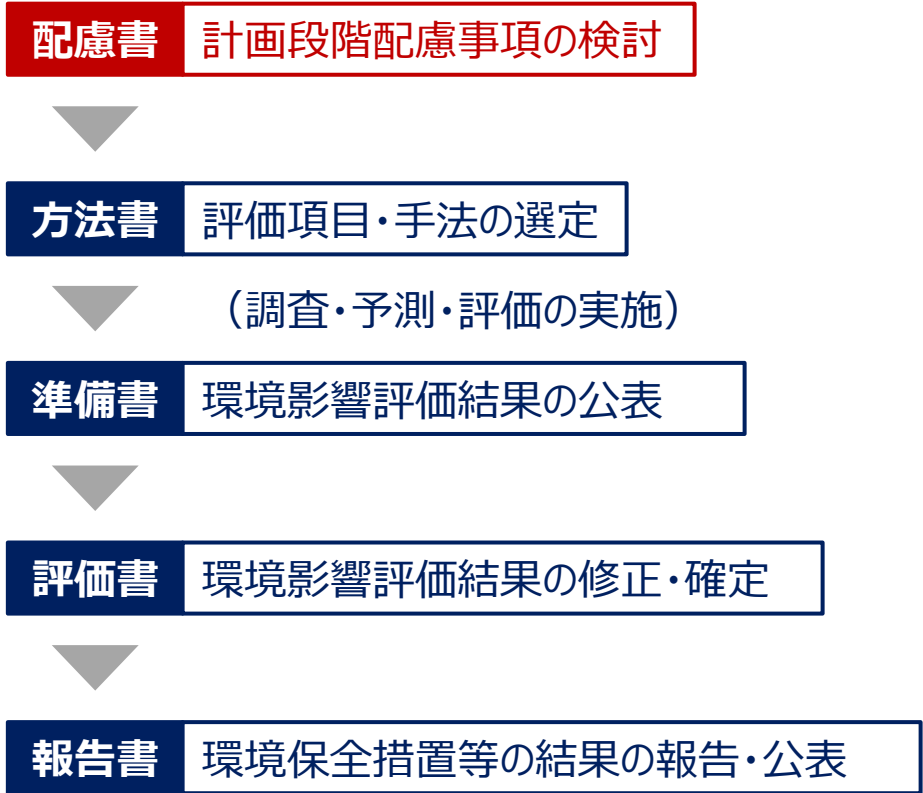 配慮書 計画段階配慮事項の検討
方法書 評価項目・手法の選定
（調査・予測・評価の実施）
準備書 環境影響評価結果の公表
評価書 環境影響評価結果の修正・確定
報告書 環境保全措置等の結果の報告・公表